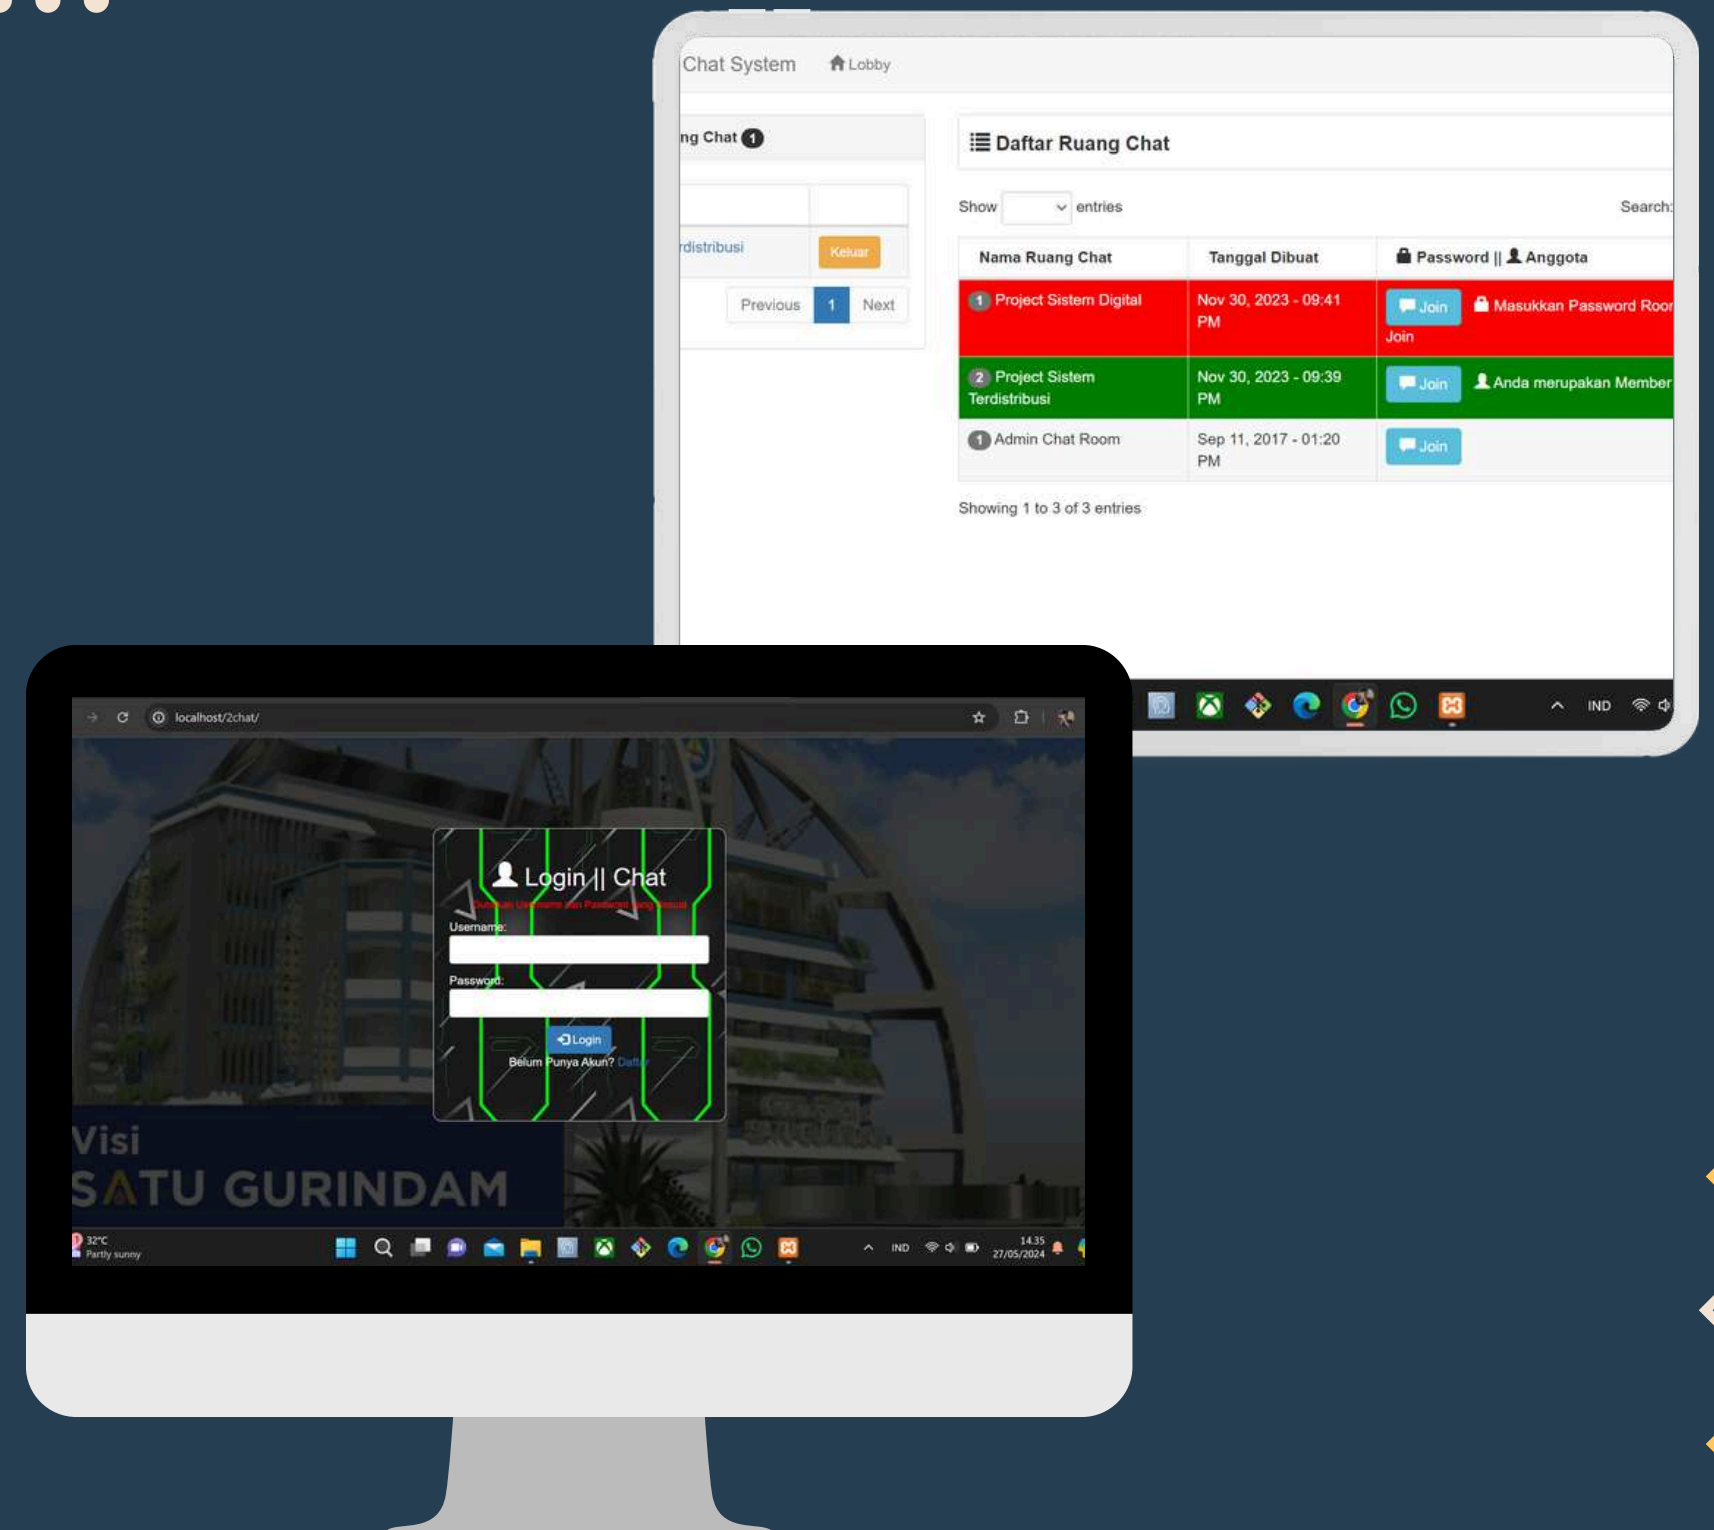 Chat System Lobby
ng Chat 1
Daftar Ruang Chat
Show entries
Search:
rdistribusi Keluar
Previous 1 Next
Nama Ruang Chat Tanggal Dibuat Password || Anggota
1 Project Sistem Digital Nov 30, 2023 - 09:41
PM
Join Masukkan Password Roor
Join
2 Project Sistem
Terdistribusi
Nov 30, 2023 - 09:39
PM
Join Anda merupakan Member
1 Admin Chat Room Sep 11, 2017 - 01:20
PM
Join
Showing 1 to 3 of 3 entries
IND
localhost/2chat/
Login || Chat
Username:
Password:
Login
Belum Punya Akun? Daftar
Visi
SATU GURINDAM
32°C
Partly sunny
IND
14.35
27/05/2024